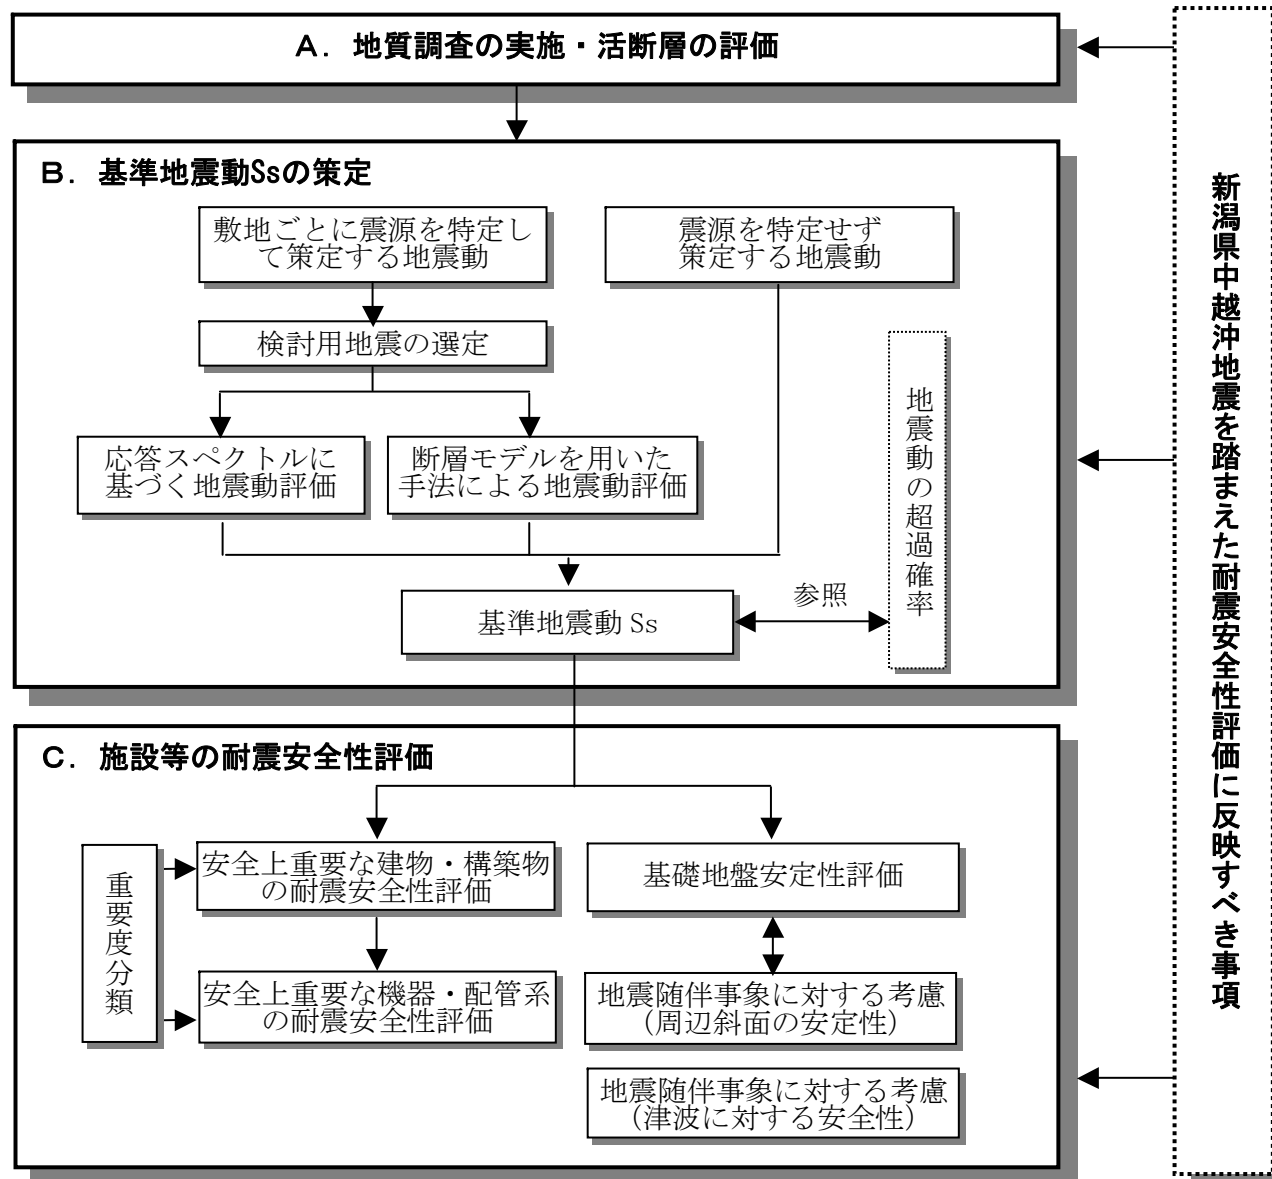 A．地質調査の実施・活断層の評価
B．基準地震動Ssの策定
敷地ごとに震源を特定し
て策定する地震動
震源を特定せず
策定する地震動
検討用地震の選定
応答スペクトルに
基づく地震動評価
断層モデルを用いた
手法による地震動評価
地震動の超過確率
基準地震動 Ss
参照
C．施設等の耐震安全性評価
重要度分類
安全上重要な建物・構築物
の耐震安全性評価
安全上重要な機器・配管系
の耐震安全性評価
基礎地盤安定性評価
地震随伴事象に対する考慮
（周辺斜面の安定性）
地震随伴事象に対する考慮
（津波に対する安全性）
新潟県中越沖地震を踏まえた耐震安全性評価に反映すべき事項